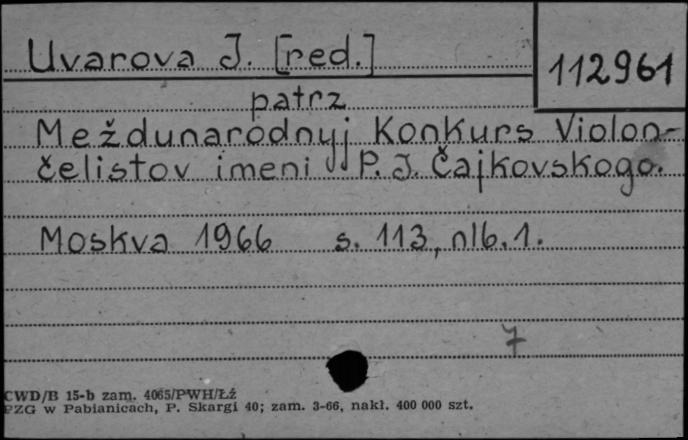 Uvarova J. [red.]
112961
patrz
Meždunarodnyj Konkurs Violon-
čelistov imeni P. J. Čajkovskogo.
Moskva 1966 s. 113, nlb. 1.
7
CWD/B 15-b zam. 4065/PWH/Łź
PZG w Pabianicach, P. Skargi 40; zam. 3-66, nakł. 400 000 szt.